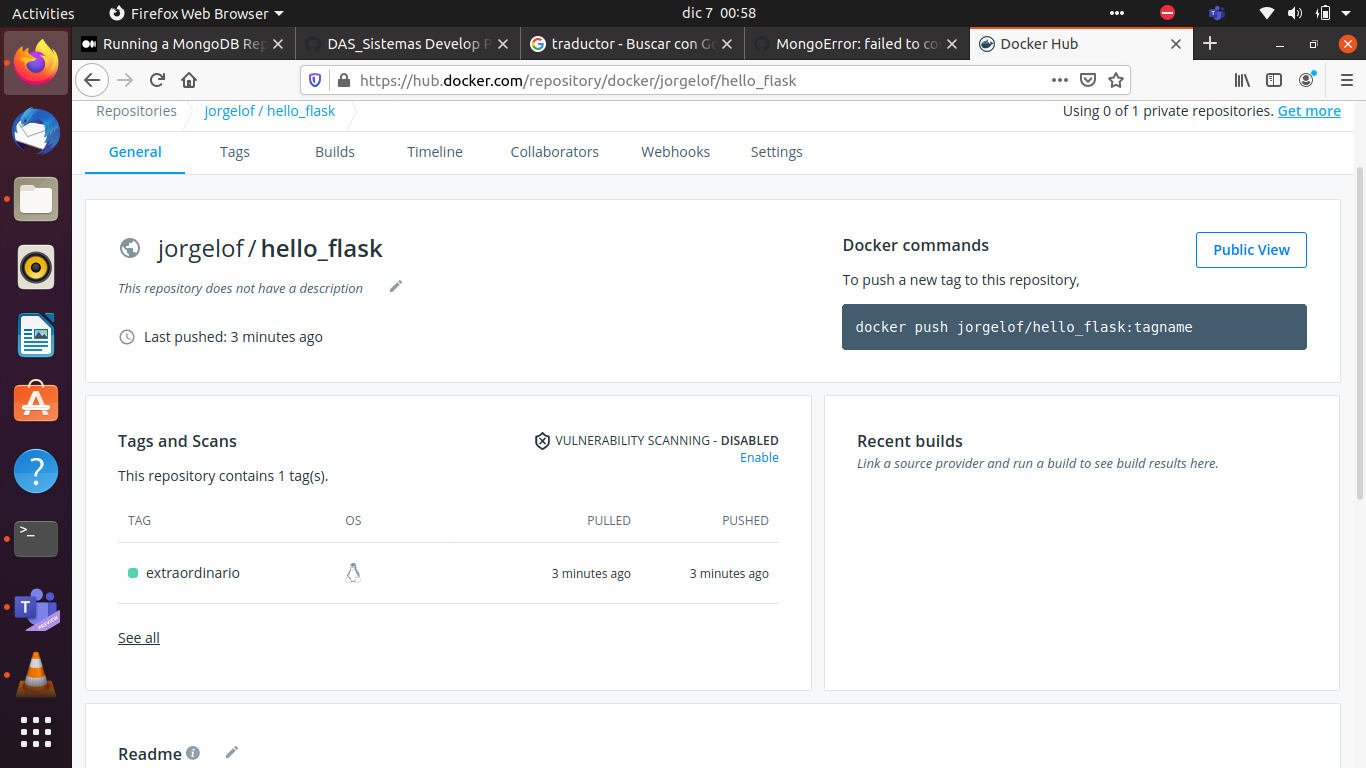 Activities
Firefox Web Browser
dic 7 00:58
Running a MongoDB Rep
DAS_Sistemas Develop P
traductor - Buscar con Go
MongoError: failed to co
Docker Hub
https://hub.docker.com/repository/docker/jorgelof/hello_flask
Repositories
jorgelof / hello_flask
Using 0 of 1 private repositories. Get more
General
Tags
Builds
Timeline
Collaborators
Webhooks
Settings
jorgelof / hello_flask
This repository does not have a description
Last pushed: 3 minutes ago
Docker commands
Public View
To push a new tag to this repository,
docker push jorgelof/hello_flask:tagname
Tags and Scans
VULNERABILITY SCANNING - DISABLED
Enable
This repository contains 1 tag(s).
TAG OS PULLED PUSHED
extraordinario 3 minutes ago 3 minutes ago
See all
Recent builds
Link a source provider and run a build to see build results here.
Readme
T
PREVIEW